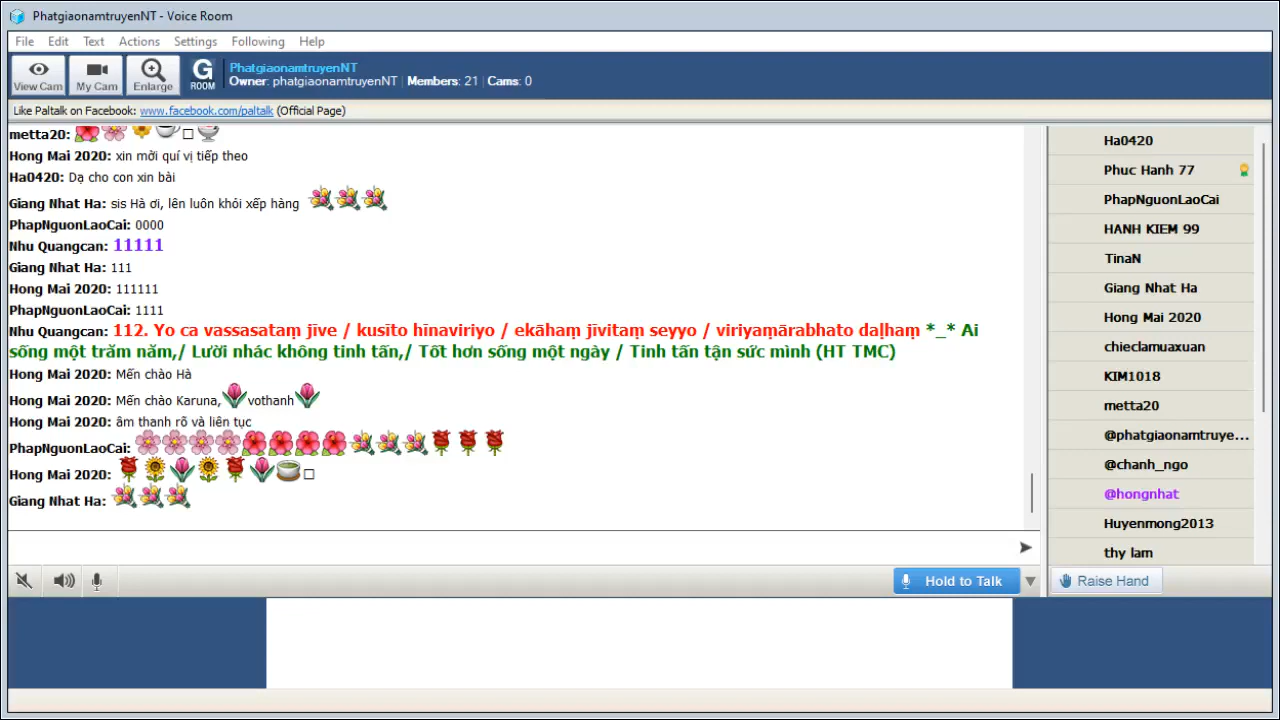 PhatgiaonamtruyenNT - Voice Room
File Edit Text Actions Settings Following Help
View Cam My Cam Enlarge G ROOM
PhatgiaonamtruyenNT
Owner: phatgiaonamtruyenNT | Members: 21 | Cams: 0
Like Paltalk on Facebook: www.facebook.com/paltalk (Official Page)
metta20:
Hong Mai 2020: xin mởi quí vị tiếp theo
Ha0420: Dạ cho con xin bài
Giang Nhat Ha: sis Hà ơi, lên luôn khỏi xếp hàng
PhapNguonLaoCai: 0000
Nhu Quangcan: 11111
Giang Nhat Ha: 111
Hong Mai 2020: 111111
PhapNguonLaoCai: 1111
Nhu Quangcan: 112. Yo ca vassasataṃ jīve / kusīto hīnaviriyo / ekāhaṃ jīvitaṃ seyyo / viriyaṃārabhato daḷhaṃ *_* Ai
sống một trăm năm,/ Lười nhác không tinh tấn,/ Tốt hơn sống một ngày / Tinh tấn tận sức mình (HT TMC)
Hong Mai 2020: Mến chào Hà
Hong Mai 2020: Mến chào Karuna, vothanh
Hong Mai 2020: âm thanh rõ và liên tục
PhapNguonLaoCai:
Hong Mai 2020:
Giang Nhat Ha:
Hold to Talk
Ha0420
Phuc Hanh 77
PhapNguonLaoCai
HANH KIEM 99
TinaN
Giang Nhat Ha
Hong Mai 2020
chieclamuaxuan
KIM1018
metta20
@phatgiaonamtruye...
@chanh_ngo
@hongnhat
Huyenmong2013
thy lam
Raise Hand